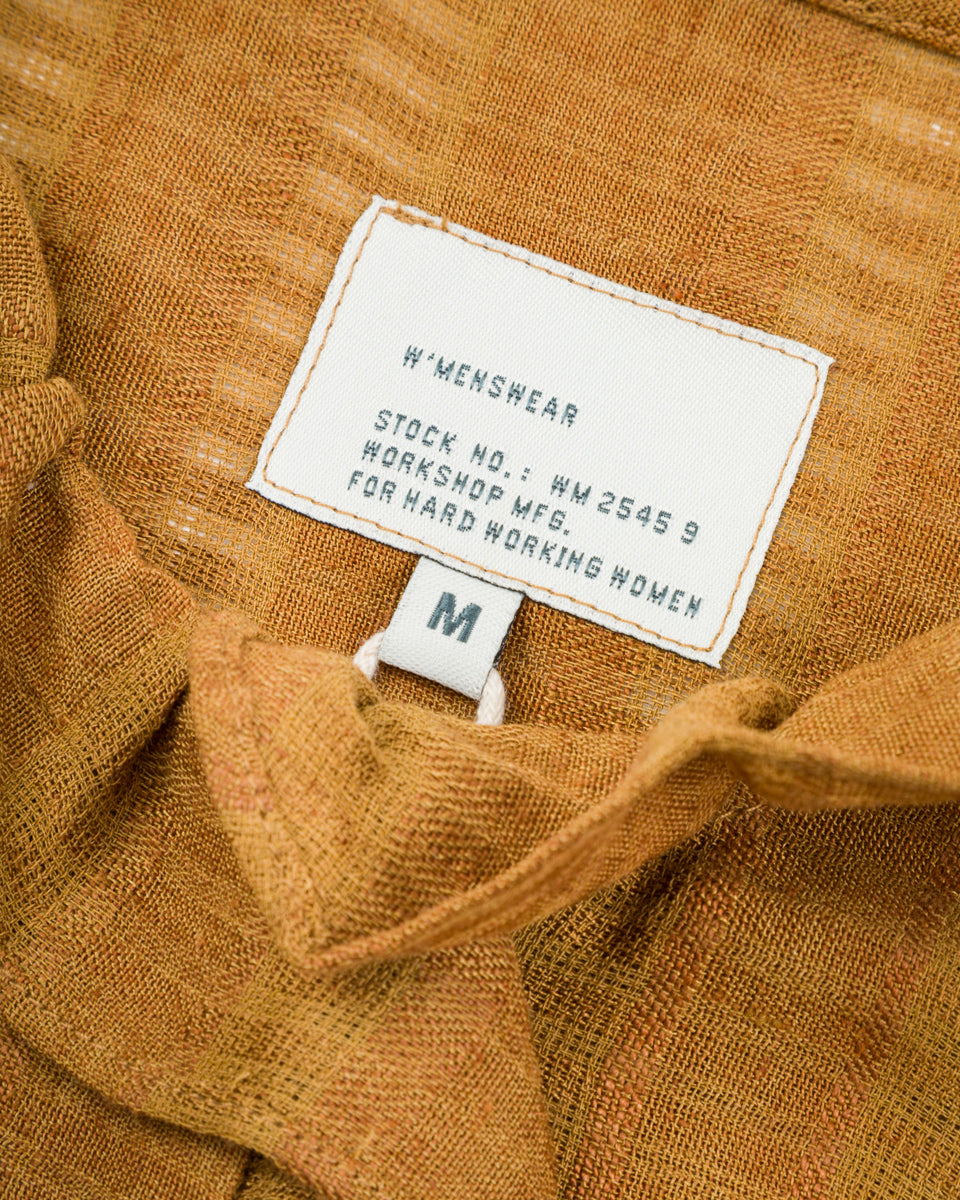 W'MENSWEAR
STOCK NO.: WM 2545 9
WORKSHOP MFG.
FOR HARD WORKING WOMEN
M